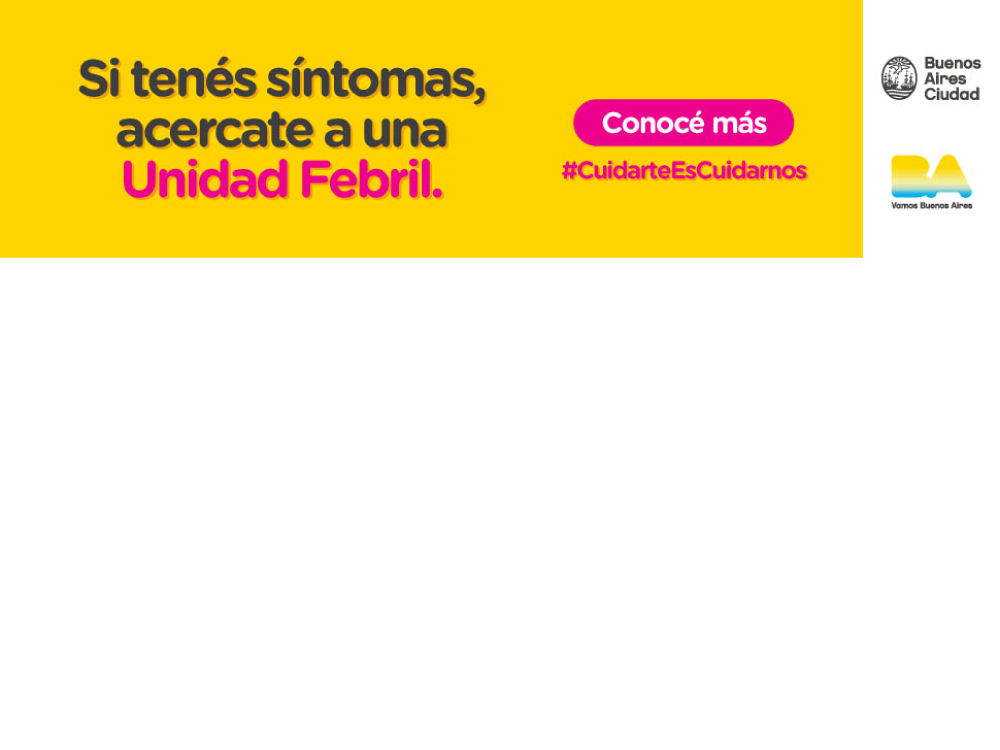 Si tenés síntomas,
acercate a una
Unidad Febril.
Conocé más
#CuidarteEsCuidarnos
Buenos
Aires
Ciudad
BA
Vamos Buenos Aires